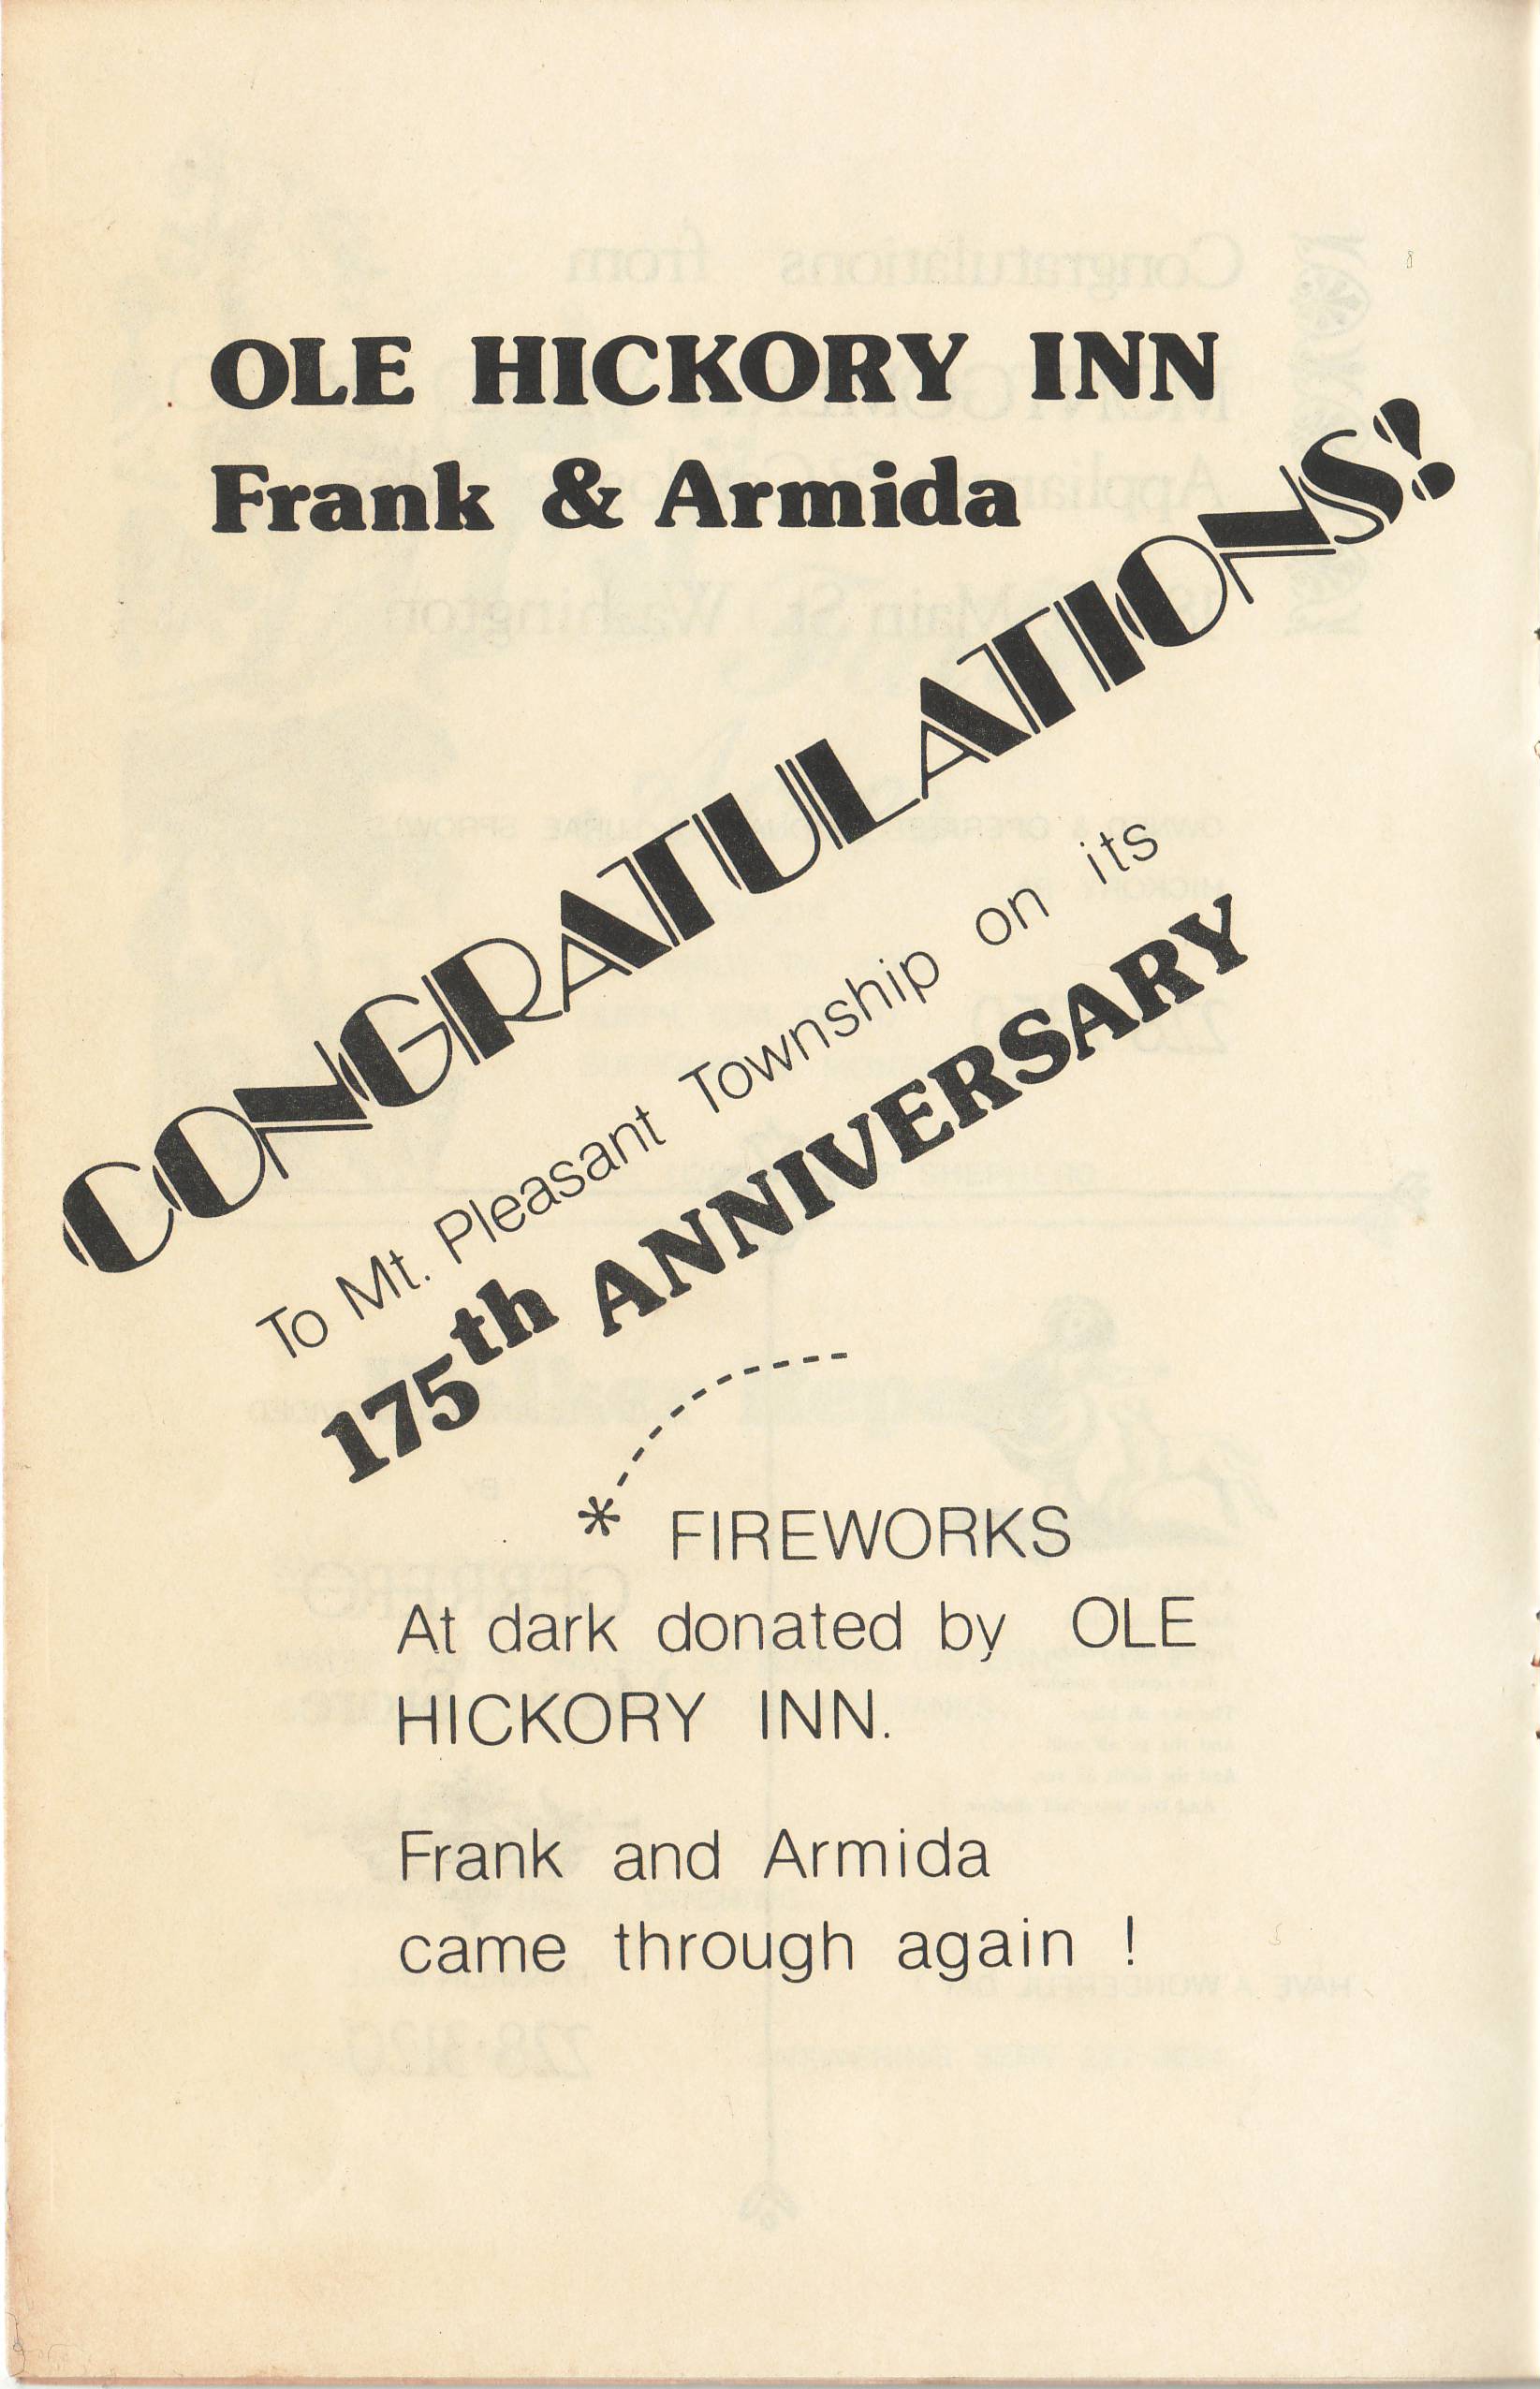 OLE HICKORY INN
Frank & Armida
CONGRATULATIONS!
To Mt. Pleasant Township on its
175th ANNIVERSARY
* FIREWORKS
At dark donated by OLE
HICKORY INN.
Frank and Armida
came through again !